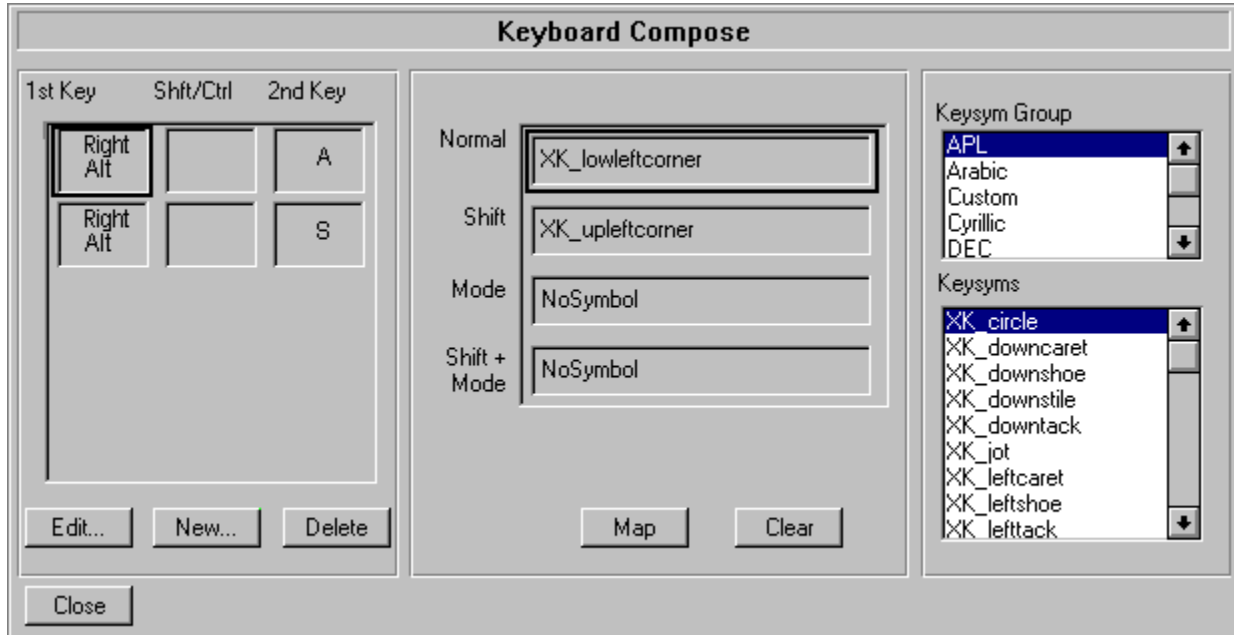 Keyboard Compose
1st Key Shft/Ctrl 2nd Key
Right
Alt
A
Right
Alt
S
Edit... New... Delete
Normal
XK_lowleftcorner
Shift
XK_upleftcorner
Mode
NoSymbol
Shift +
Mode
NoSymbol
Map Clear
Keysym Group
APL
Arabic
Custom
Cyrillic
DEC
Keysyms
XK_circle
XK_downcaret
XK_downshoe
XK_downstile
XK_downtack
XK_jot
XK_leftcaret
XK_leftshoe
XK_lefttack
Close